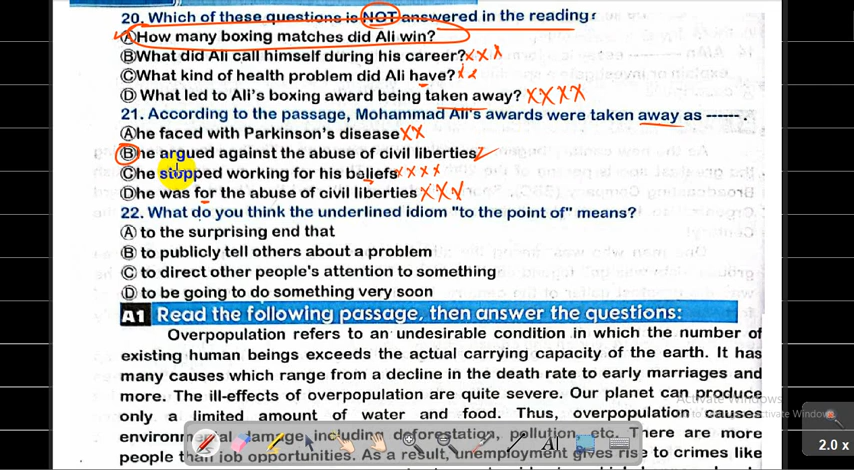 20. Which of these questions is NOT answered in the reading?
Ⓐ How many boxing matches did Ali win?
Ⓑ What did Ali call himself during his career? xxx
Ⓒ What kind of health problem did Ali have? xx
Ⓓ What led to Ali's boxing award being taken away? XXXX
21. According to the passage, Mohammad Ali's awards were taken away as ------.
Ⓐ he faced with Parkinson's disease XX
Ⓑ he argued against the abuse of civil liberties
Ⓒ he stopped working for his beliefs xxxx
Ⓓ he was for the abuse of civil liberties XXX
22. What do you think the underlined idiom "to the point of" means?
Ⓐ to the surprising end that
Ⓑ to publicly tell others about a problem
Ⓒ to direct other people's attention to something
Ⓓ to be going to do something very soon
A1 Read the following passage, then answer the questions:
Overpopulation refers to an undesirable condition in which the number of
existing human beings exceeds the actual carrying capacity of the earth. It has
many causes which range from a decline in the death rate to early marriages and
more. The ill-effects of overpopulation are quite severe. Our planet can produce
only a limited amount of water and food. Thus, overpopulation causes
environmental damage including deforestation, pollution, etc. There are more
people than job opportunities. As a result, unemployment gives rise to crimes like
Activate Windows
2.0 x